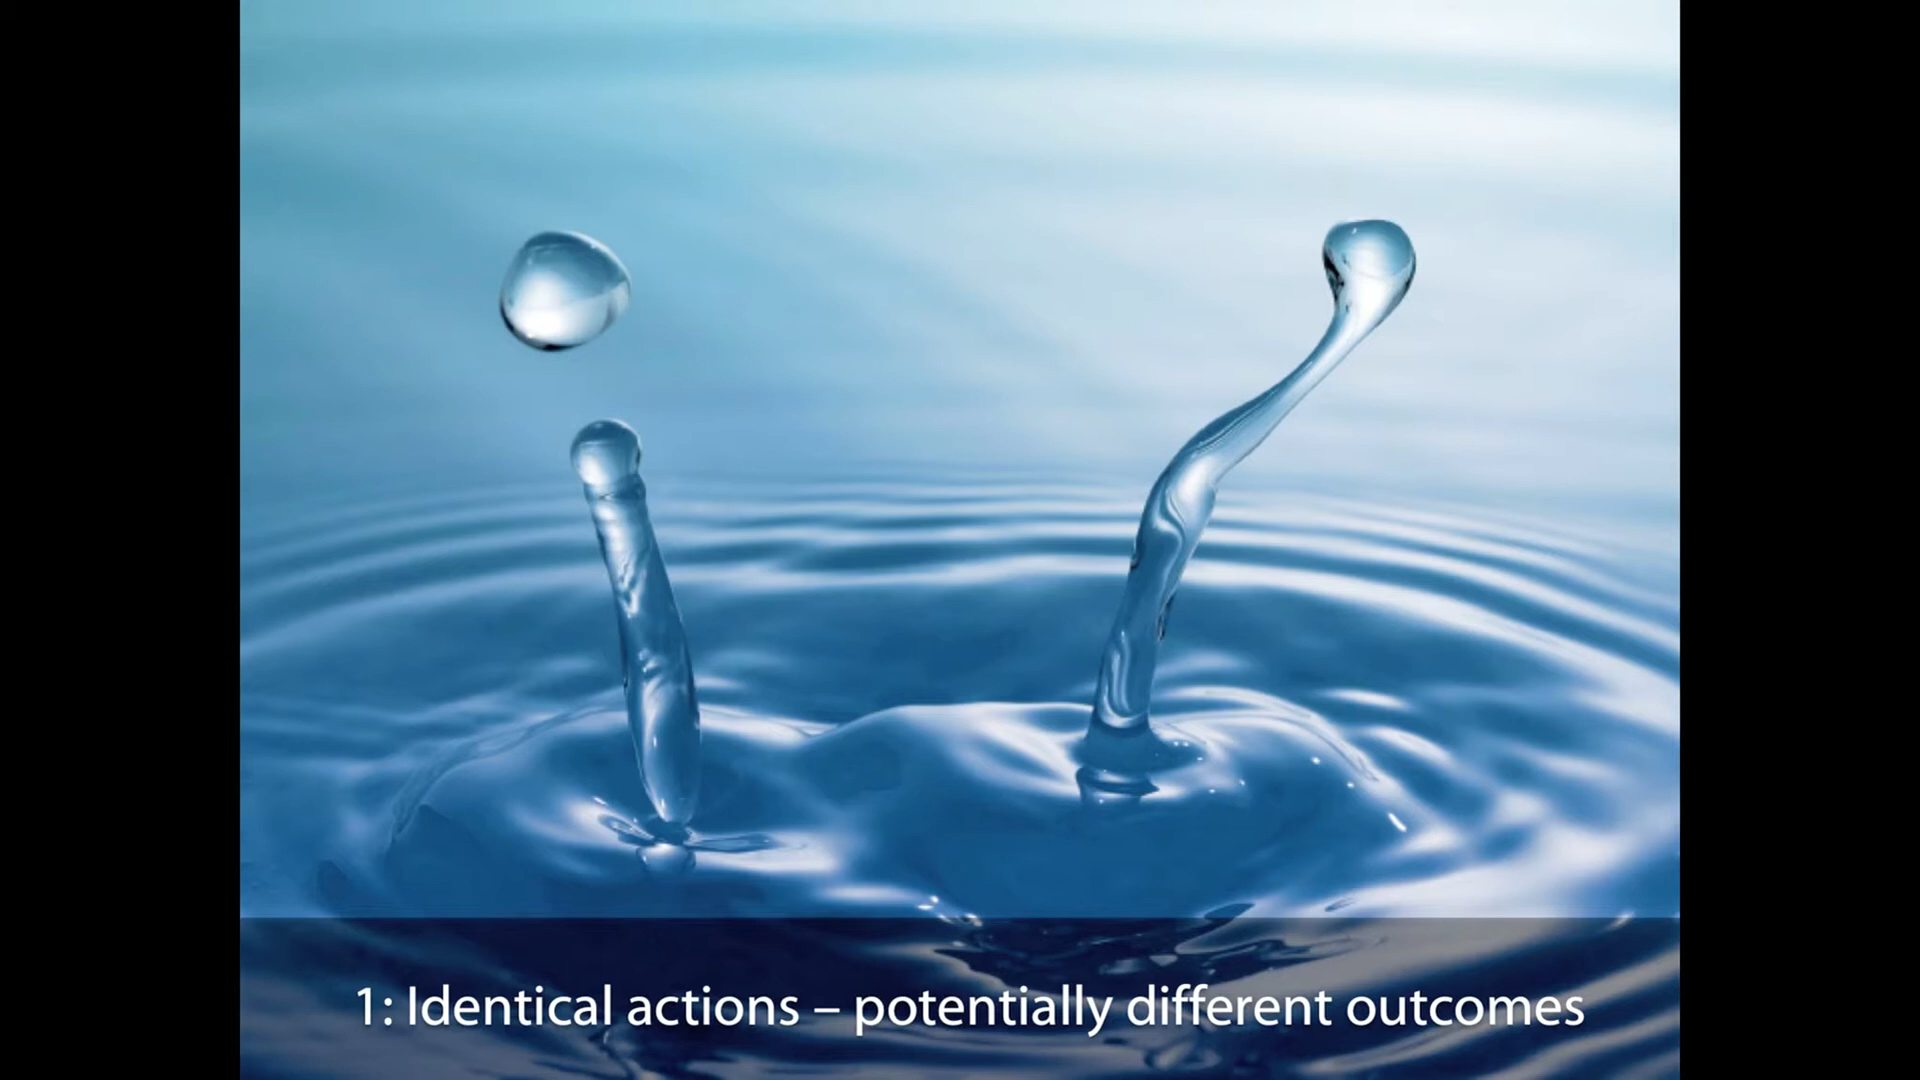 1: Identical actions – potentially different outcomes